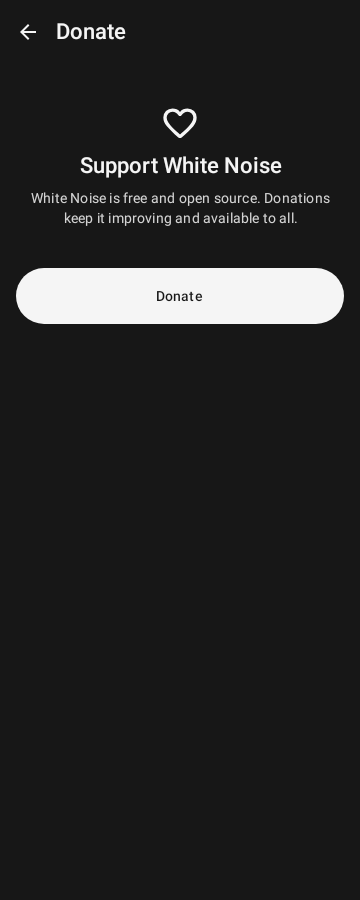 Donate
Support White Noise
White Noise is free and open source. Donations
keep it improving and available to all.
Donate